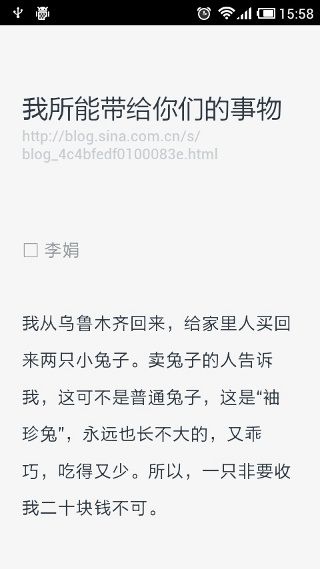 15:58
我所能带给你们的事物
http://blog.sina.com.cn/s/
blog_4c4bfedf0100083e.html
□ 李娟
我从乌鲁木齐回来，给家里人买回
来两只小兔子。卖兔子的人告诉
我，这可不是普通兔子，这是“袖
珍兔”，永远也长不大的，又乖
巧，吃得又少。所以，一只非要收
我二十块钱不可。